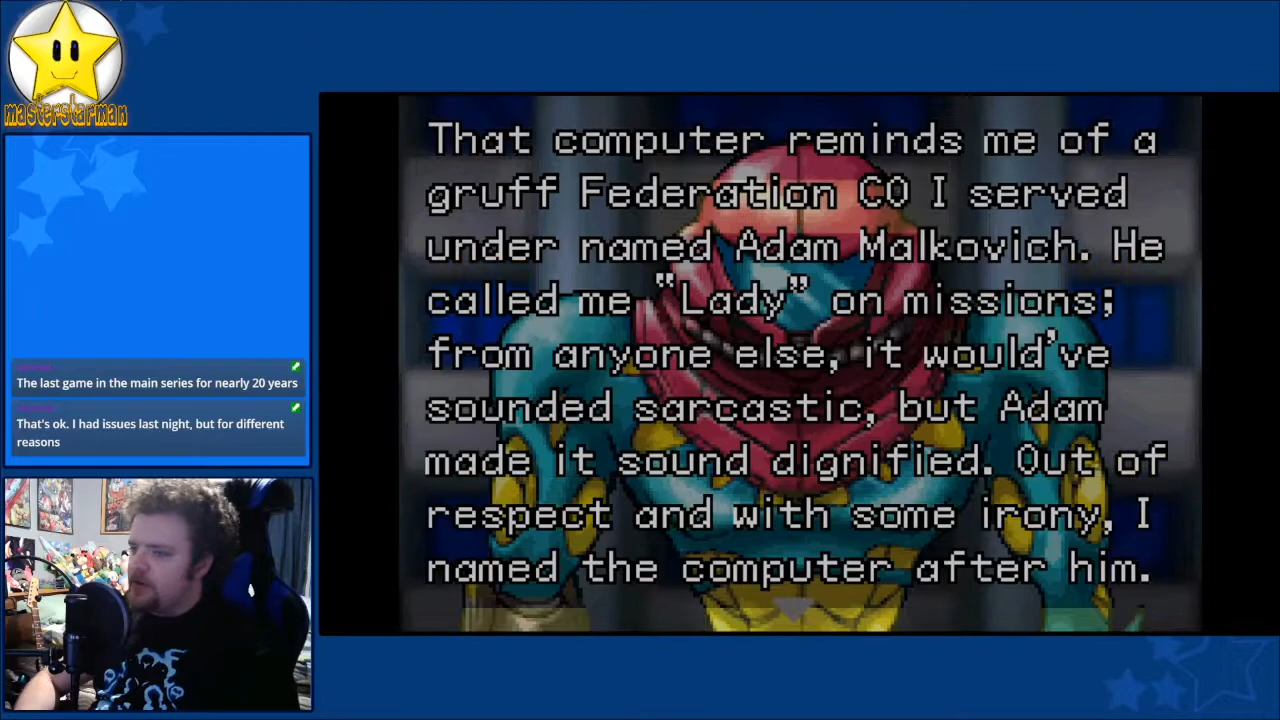 masterstarman
The last game in the main series for nearly 20 years
That's ok. I had issues last night, but for different
reasons
That computer reminds me of a
gruff Federation CO I served
under named Adam Malkovich. He
called me "Lady" on missions;
from anyone else, it would've
sounded sarcastic, but Adam
made it sound dignified. Out of
respect and with some irony, I
named the computer after him.